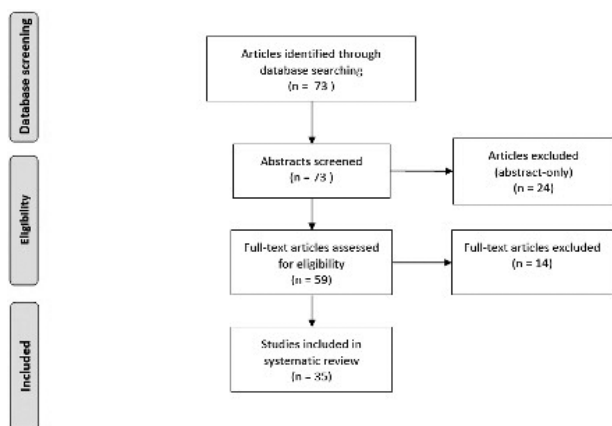 Database screening
Articles identified through
database searching
(n = 73 )
Abstracts screened
(n = 73 )
Articles excluded
(abstract-only)
(n = 24)
Eligibility
Full-text articles assessed
for eligibility
(n = 59)
Full-text articles excluded
(n = 14)
Included
Studies included in
systematic review
(n = 35)